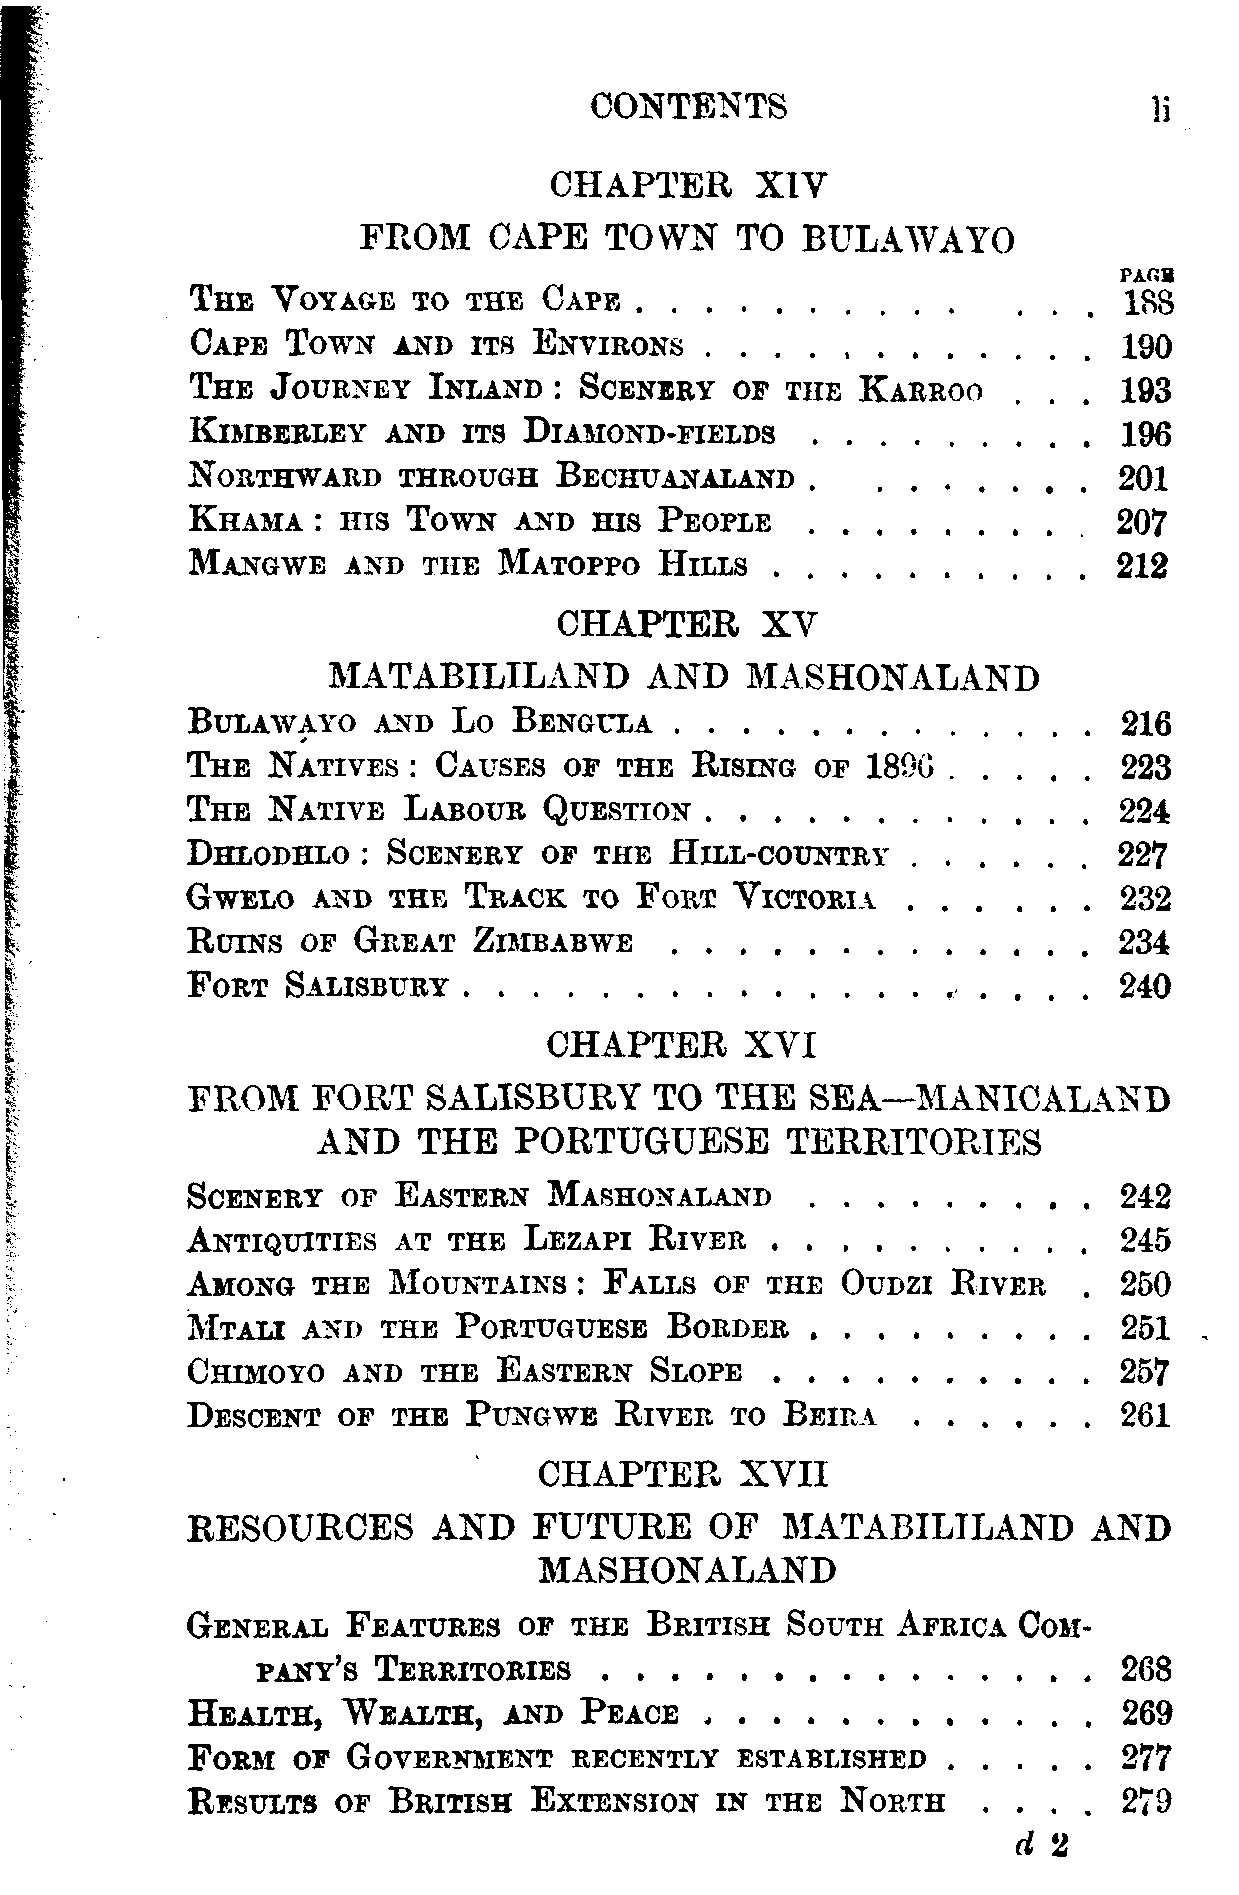 CONTENTS li
CHAPTER XIV
FROM CAPE TOWN TO BULAWAYO
PAGE
THE VOYAGE TO THE CAPE . . . . . . . . . . . . . 188
CAPE TOWN AND ITS ENVIRONS . . . . . . . . . . . . 190
THE JOURNEY INLAND : SCENERY OF THE KARROO . . . 193
KIMBERLEY AND ITS DIAMOND-FIELDS . . . . . . . . . 196
NORTHWARD THROUGH BECHUANALAND . . . . . . . . 201
KHAMA : HIS TOWN AND HIS PEOPLE . . . . . . . . . 207
MANGWE AND THE MATOPPO HILLS . . . . . . . . . . 212
CHAPTER XV
MATABILILAND AND MASHONALAND
BULAWAYO AND LO BENGULA . . . . . . . . . . . . . 216
THE NATIVES : CAUSES OF THE RISING OF 1896 . . . . . 223
THE NATIVE LABOUR QUESTION . . . . . . . . . . . . 224
DHLODHLO : SCENERY OF THE HILL-COUNTRY . . . . . . 227
GWELO AND THE TRACK TO FORT VICTORIA . . . . . . 232
RUINS OF GREAT ZIMBABWE . . . . . . . . . . . . . 234
FORT SALISBURY . . . . . . . . . . . . . . . . . . . 240
CHAPTER XVI
FROM FORT SALISBURY TO THE SEA—MANICALAND
AND THE PORTUGUESE TERRITORIES
SCENERY OF EASTERN MASHONALAND . . . . . . . . . 242
ANTIQUITIES AT THE LEZAPI RIVER . . . . . . . . . . 245
AMONG THE MOUNTAINS : FALLS OF THE OUDZI RIVER . 250
MTALI AND THE PORTUGUESE BORDER . . . . . . . . . 251
CHIMOYO AND THE EASTERN SLOPE . . . . . . . . . . 257
DESCENT OF THE PUNGWE RIVER TO BEIRA . . . . . . 261
CHAPTER XVII
RESOURCES AND FUTURE OF MATABILILAND AND
MASHONALAND
GENERAL FEATURES OF THE BRITISH SOUTH AFRICA COM-
PANY'S TERRITORIES . . . . . . . . . . . . . . . 268
HEALTH, WEALTH, AND PEACE . . . . . . . . . . . . 269
FORM OF GOVERNMENT RECENTLY ESTABLISHED . . . . . 277
RESULTS OF BRITISH EXTENSION IN THE NORTH . . . . 279
d 2